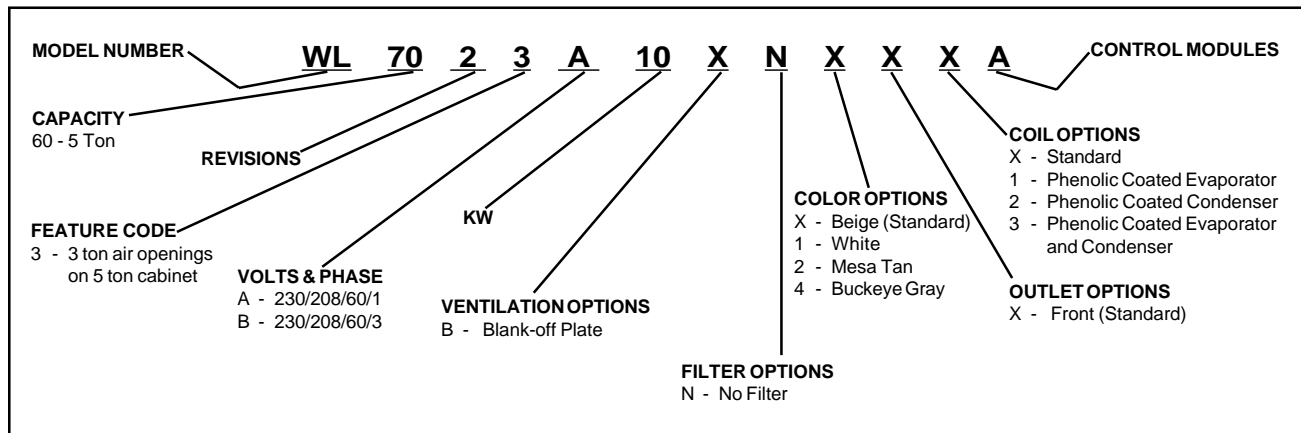 MODEL NUMBER
WL 70 2 3 A 10 X N X X X A
CONTROL MODULES
CAPACITY
60 - 5 Ton
REVISIONS
FEATURE CODE
3 - 3 ton air openings
on 5 ton cabinet
VOLTS & PHASE
A - 230/208/60/1
B - 230/208/60/3
KW
VENTILATION OPTIONS
B - Blank-off Plate
FILTER OPTIONS
N - No Filter
COLOR OPTIONS
X - Beige (Standard)
1 - White
2 - Mesa Tan
4 - Buckeye Gray
COIL OPTIONS
X - Standard
1 - Phenolic Coated Evaporator
2 - Phenolic Coated Condenser
3 - Phenolic Coated Evaporator
and Condenser
OUTLET OPTIONS
X - Front (Standard)